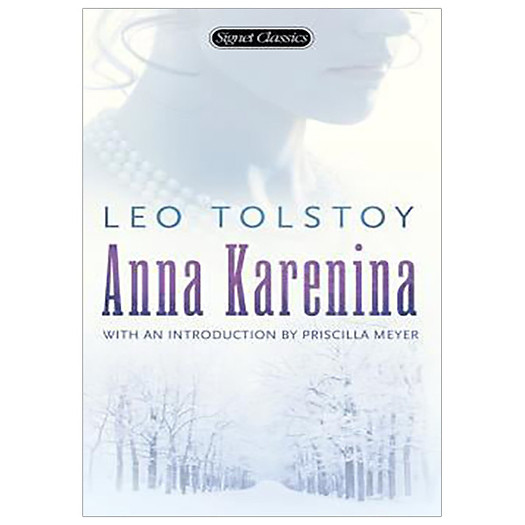 Signet Classics
LEO TOLSTOY
Anna Karenina
WITH AN INTRODUCTION BY PRISCILLA MEYER